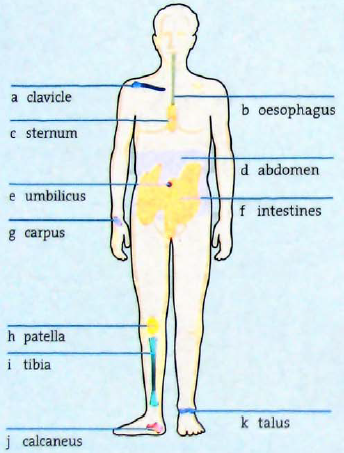 a clavicle
b oesophagus
c sternum
d abdomen
e umbilicus
f intestines
g carpus
h patella
i tibia
k talus
j calcaneus